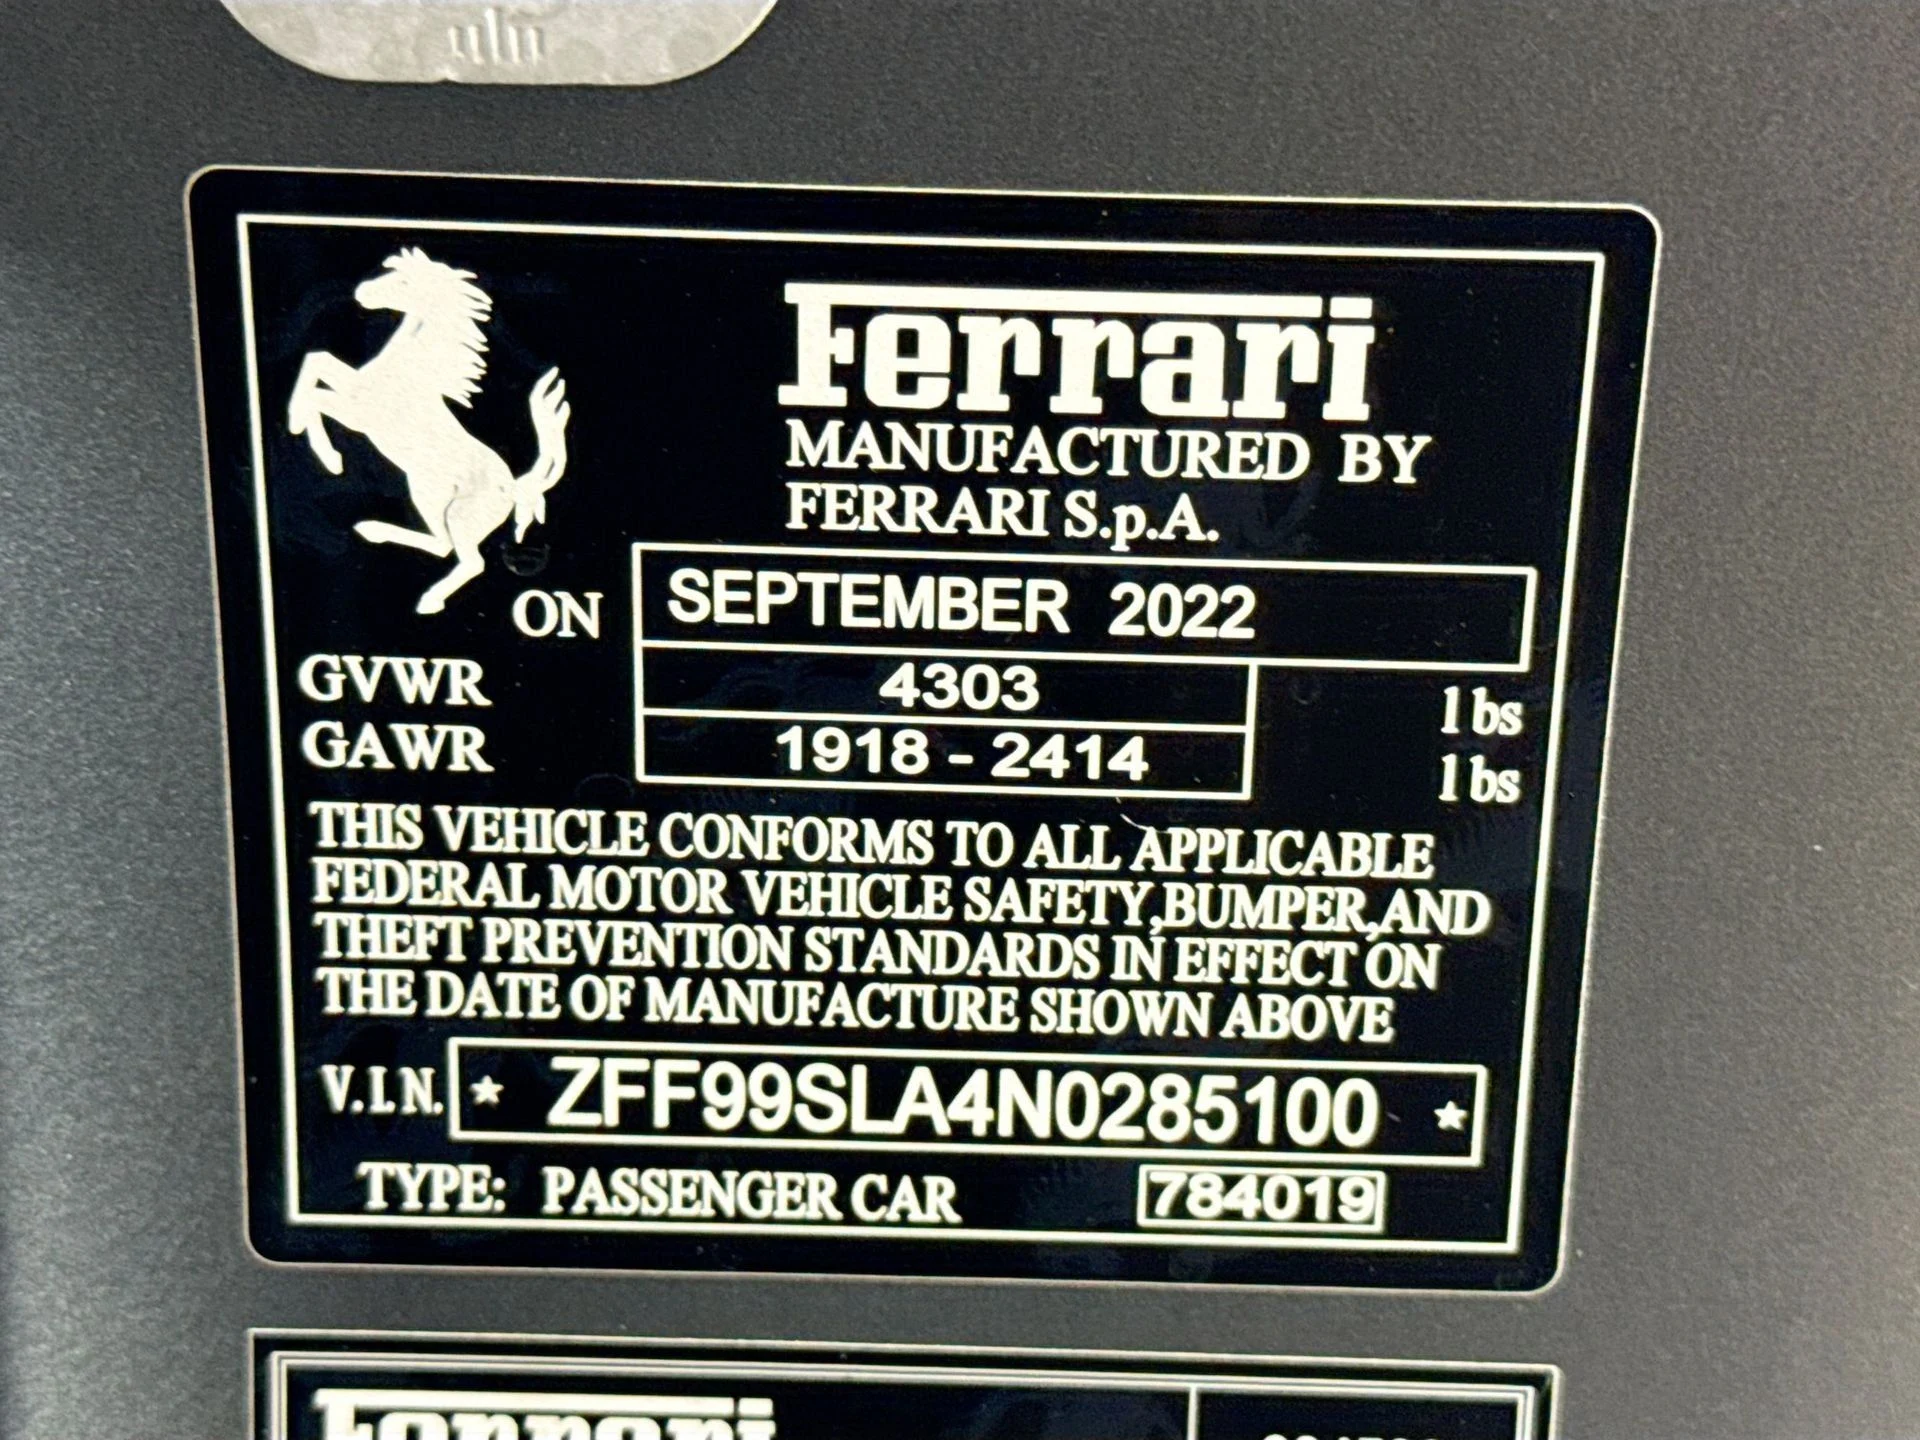 Ferrari
MANUFACTURED BY
FERRARI S.p.A.
ON SEPTEMBER 2022
GVWR 4303 lbs
GAWR 1918 - 2414 lbs
THIS VEHICLE CONFORMS TO ALL APPLICABLE
FEDERAL MOTOR VEHICLE SAFETY,BUMPER,AND
THEFT PREVENTION STANDARDS IN EFFECT ON
THE DATE OF MANUFACTURE SHOWN ABOVE
V.I.N. * ZFF99SLA4N0285100 *
TYPE: PASSENGER CAR 784019
Ferrari